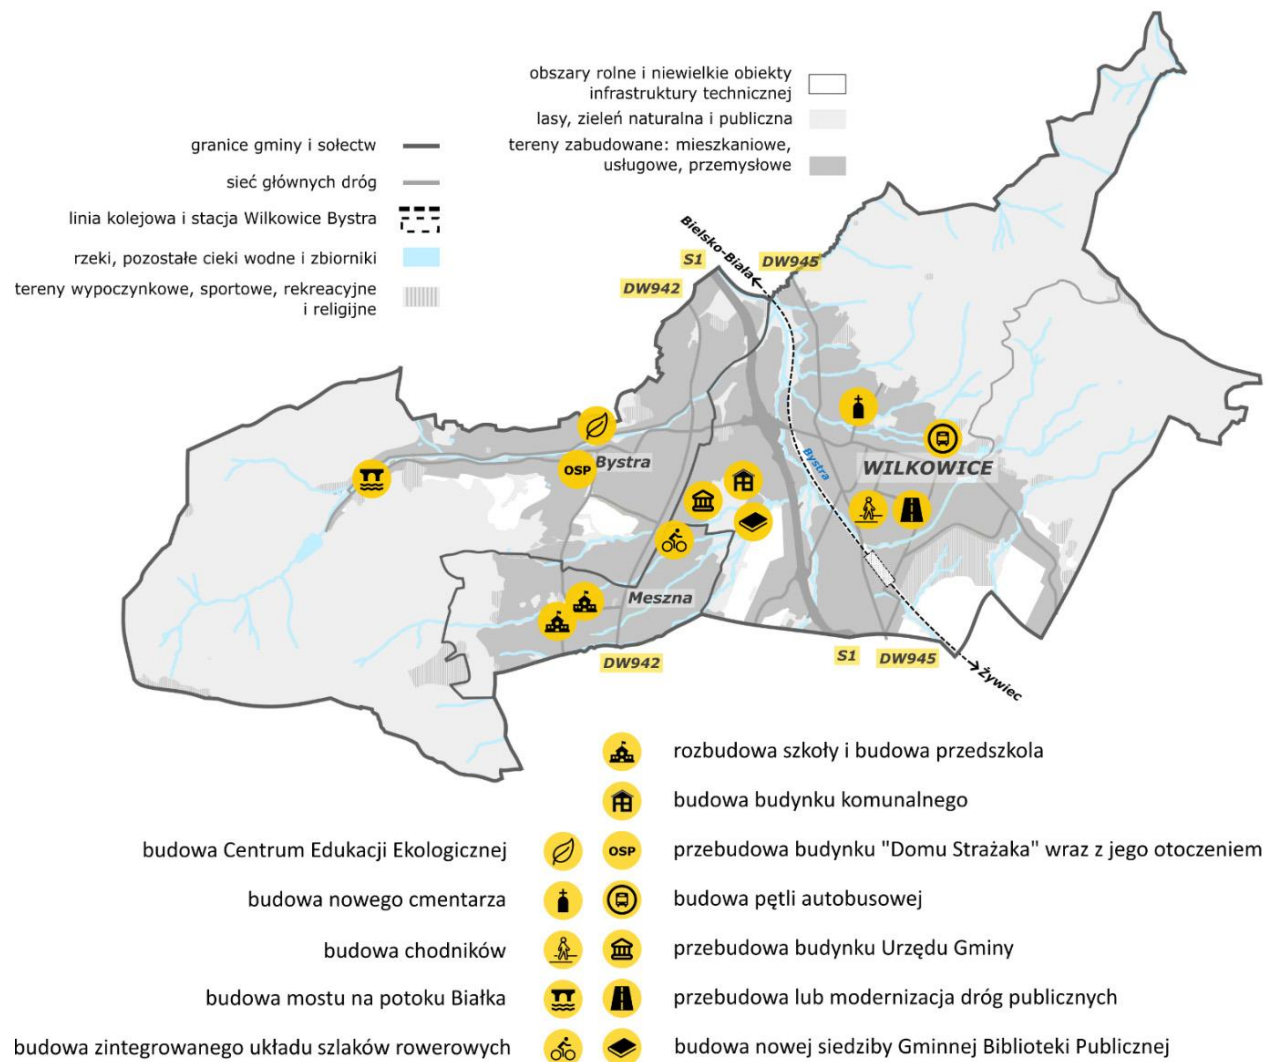 obszary rolne i niewielkie obiekty
infrastruktury technicznej
lasy, zieleń naturalna i publiczna
tereny zabudowane: mieszkaniowe,
usługowe, przemysłowe
granice gminy i sołectw
sieć głównych dróg
linia kolejowa i stacja Wilkowice Bystra
rzeki, pozostałe cieki wodne i zbiorniki
tereny wypoczynkowe, sportowe, rekreacyjne
i religijne
Bielsko-Biała
S1
DW945
DW942
Bystra
OSP
Bystra
WILKOWICE
Meszna
DW942
S1
DW945
Żywiec
rozbudowa szkoły i budowa przedszkola
budowa budynku komunalnego
budowa Centrum Edukacji Ekologicznej
OSP
przebudowa budynku "Domu Strażaka" wraz z jego otoczeniem
budowa nowego cmentarza
budowa pętli autobusowej
budowa chodników
przebudowa budynku Urzędu Gminy
budowa mostu na potoku Białka
przebudowa lub modernizacja dróg publicznych
budowa zintegrowanego układu szlaków rowerowych
budowa nowej siedziby Gminnej Biblioteki Publicznej